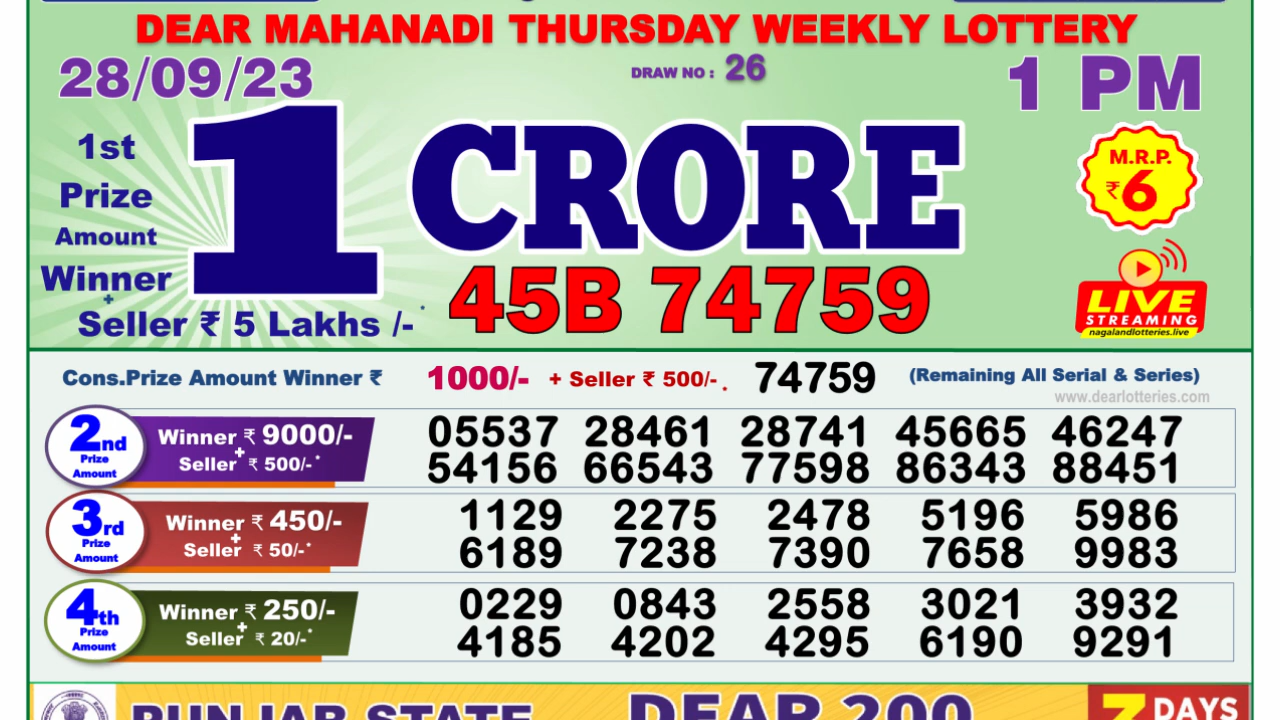 DEAR MAHANADI THURSDAY WEEKLY LOTTERY
28/09/23
DRAW NO : 26
1 PM
1st
Prize
Amount
Winner
+
Seller ₹ 5 Lakhs /- *
1 CRORE
45B 74759
M.R.P.
₹6
LIVE
STREAMING
nagalandlotteries.live
Cons.Prize Amount Winner ₹ 1000/- + Seller ₹ 500/- . 74759 (Remaining All Serial & Series)
www.dearlotteries.com
2nd
Prize
Amount
Winner ₹ 9000/-
+
Seller ₹ 500/-*
05537 28461 28741 45665 46247
54156 66543 77598 86343 88451
3rd
Prize
Amount
Winner ₹ 450/-
+
Seller ₹ 50/-*
1129 2275 2478 5196 5986
6189 7238 7390 7658 9983
4th
Prize
Amount
Winner ₹ 250/-
+
Seller ₹ 20/-*
0229 0843 2558 3021 3932
4185 4202 4295 6190 9291
PUNJAB STATE
DEAR 200
7 DAYS